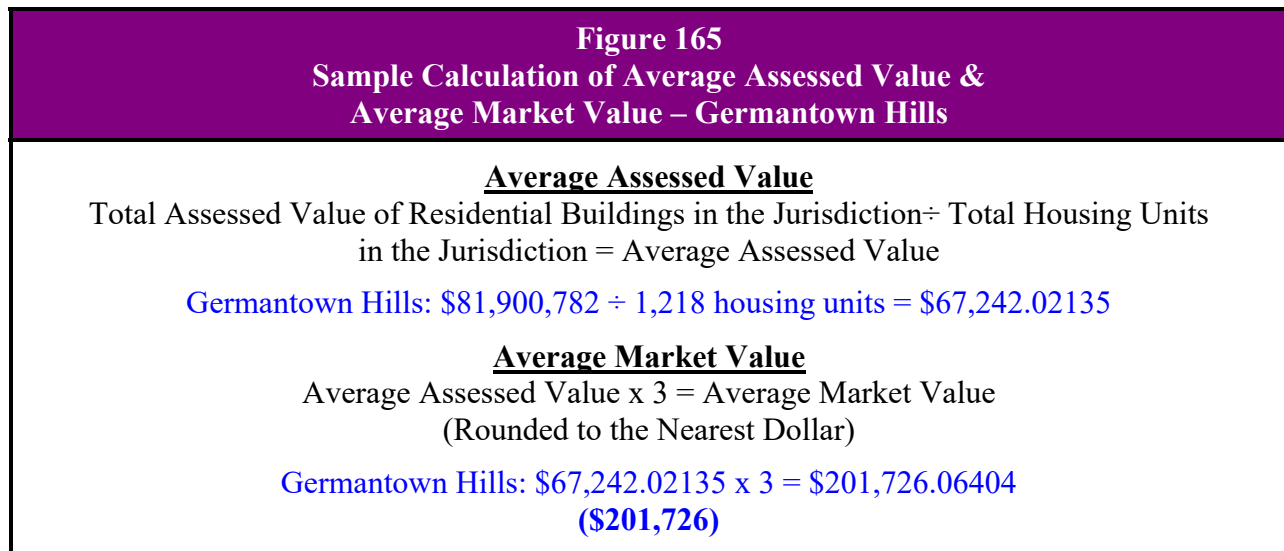 Figure 165
Sample Calculation of Average Assessed Value &
Average Market Value – Germantown Hills
Average Assessed Value
Total Assessed Value of Residential Buildings in the Jurisdiction÷ Total Housing Units
in the Jurisdiction = Average Assessed Value
Germantown Hills: $81,900,782 ÷ 1,218 housing units = $67,242.02135
Average Market Value
Average Assessed Value x 3 = Average Market Value
(Rounded to the Nearest Dollar)
Germantown Hills: $67,242.02135 x 3 = $201,726.06404
($201,726)